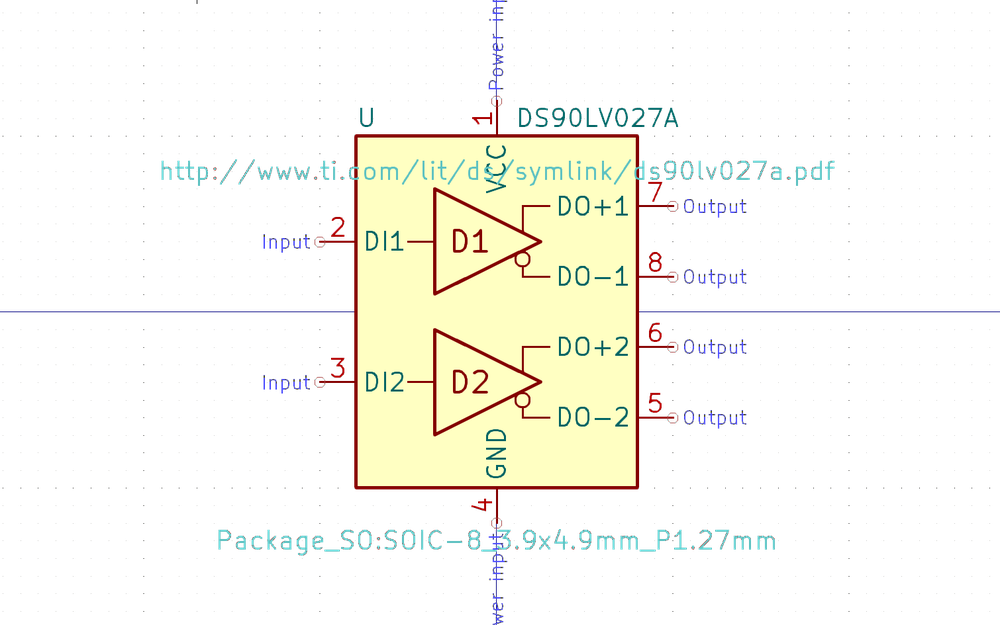 Power inp
1
U
DS90LV027A
VCC
http://www.ti.com/lit/ds/symlink/ds90lv027a.pdf
7
DO+1
Output
2
Input
DI1
D1
8
DO-1
Output
6
DO+2
Output
3
Input
DI2
D2
5
DO-2
Output
GND
4
Package_SO:SOIC-8_3.9x4.9mm_P1.27mm
wer input